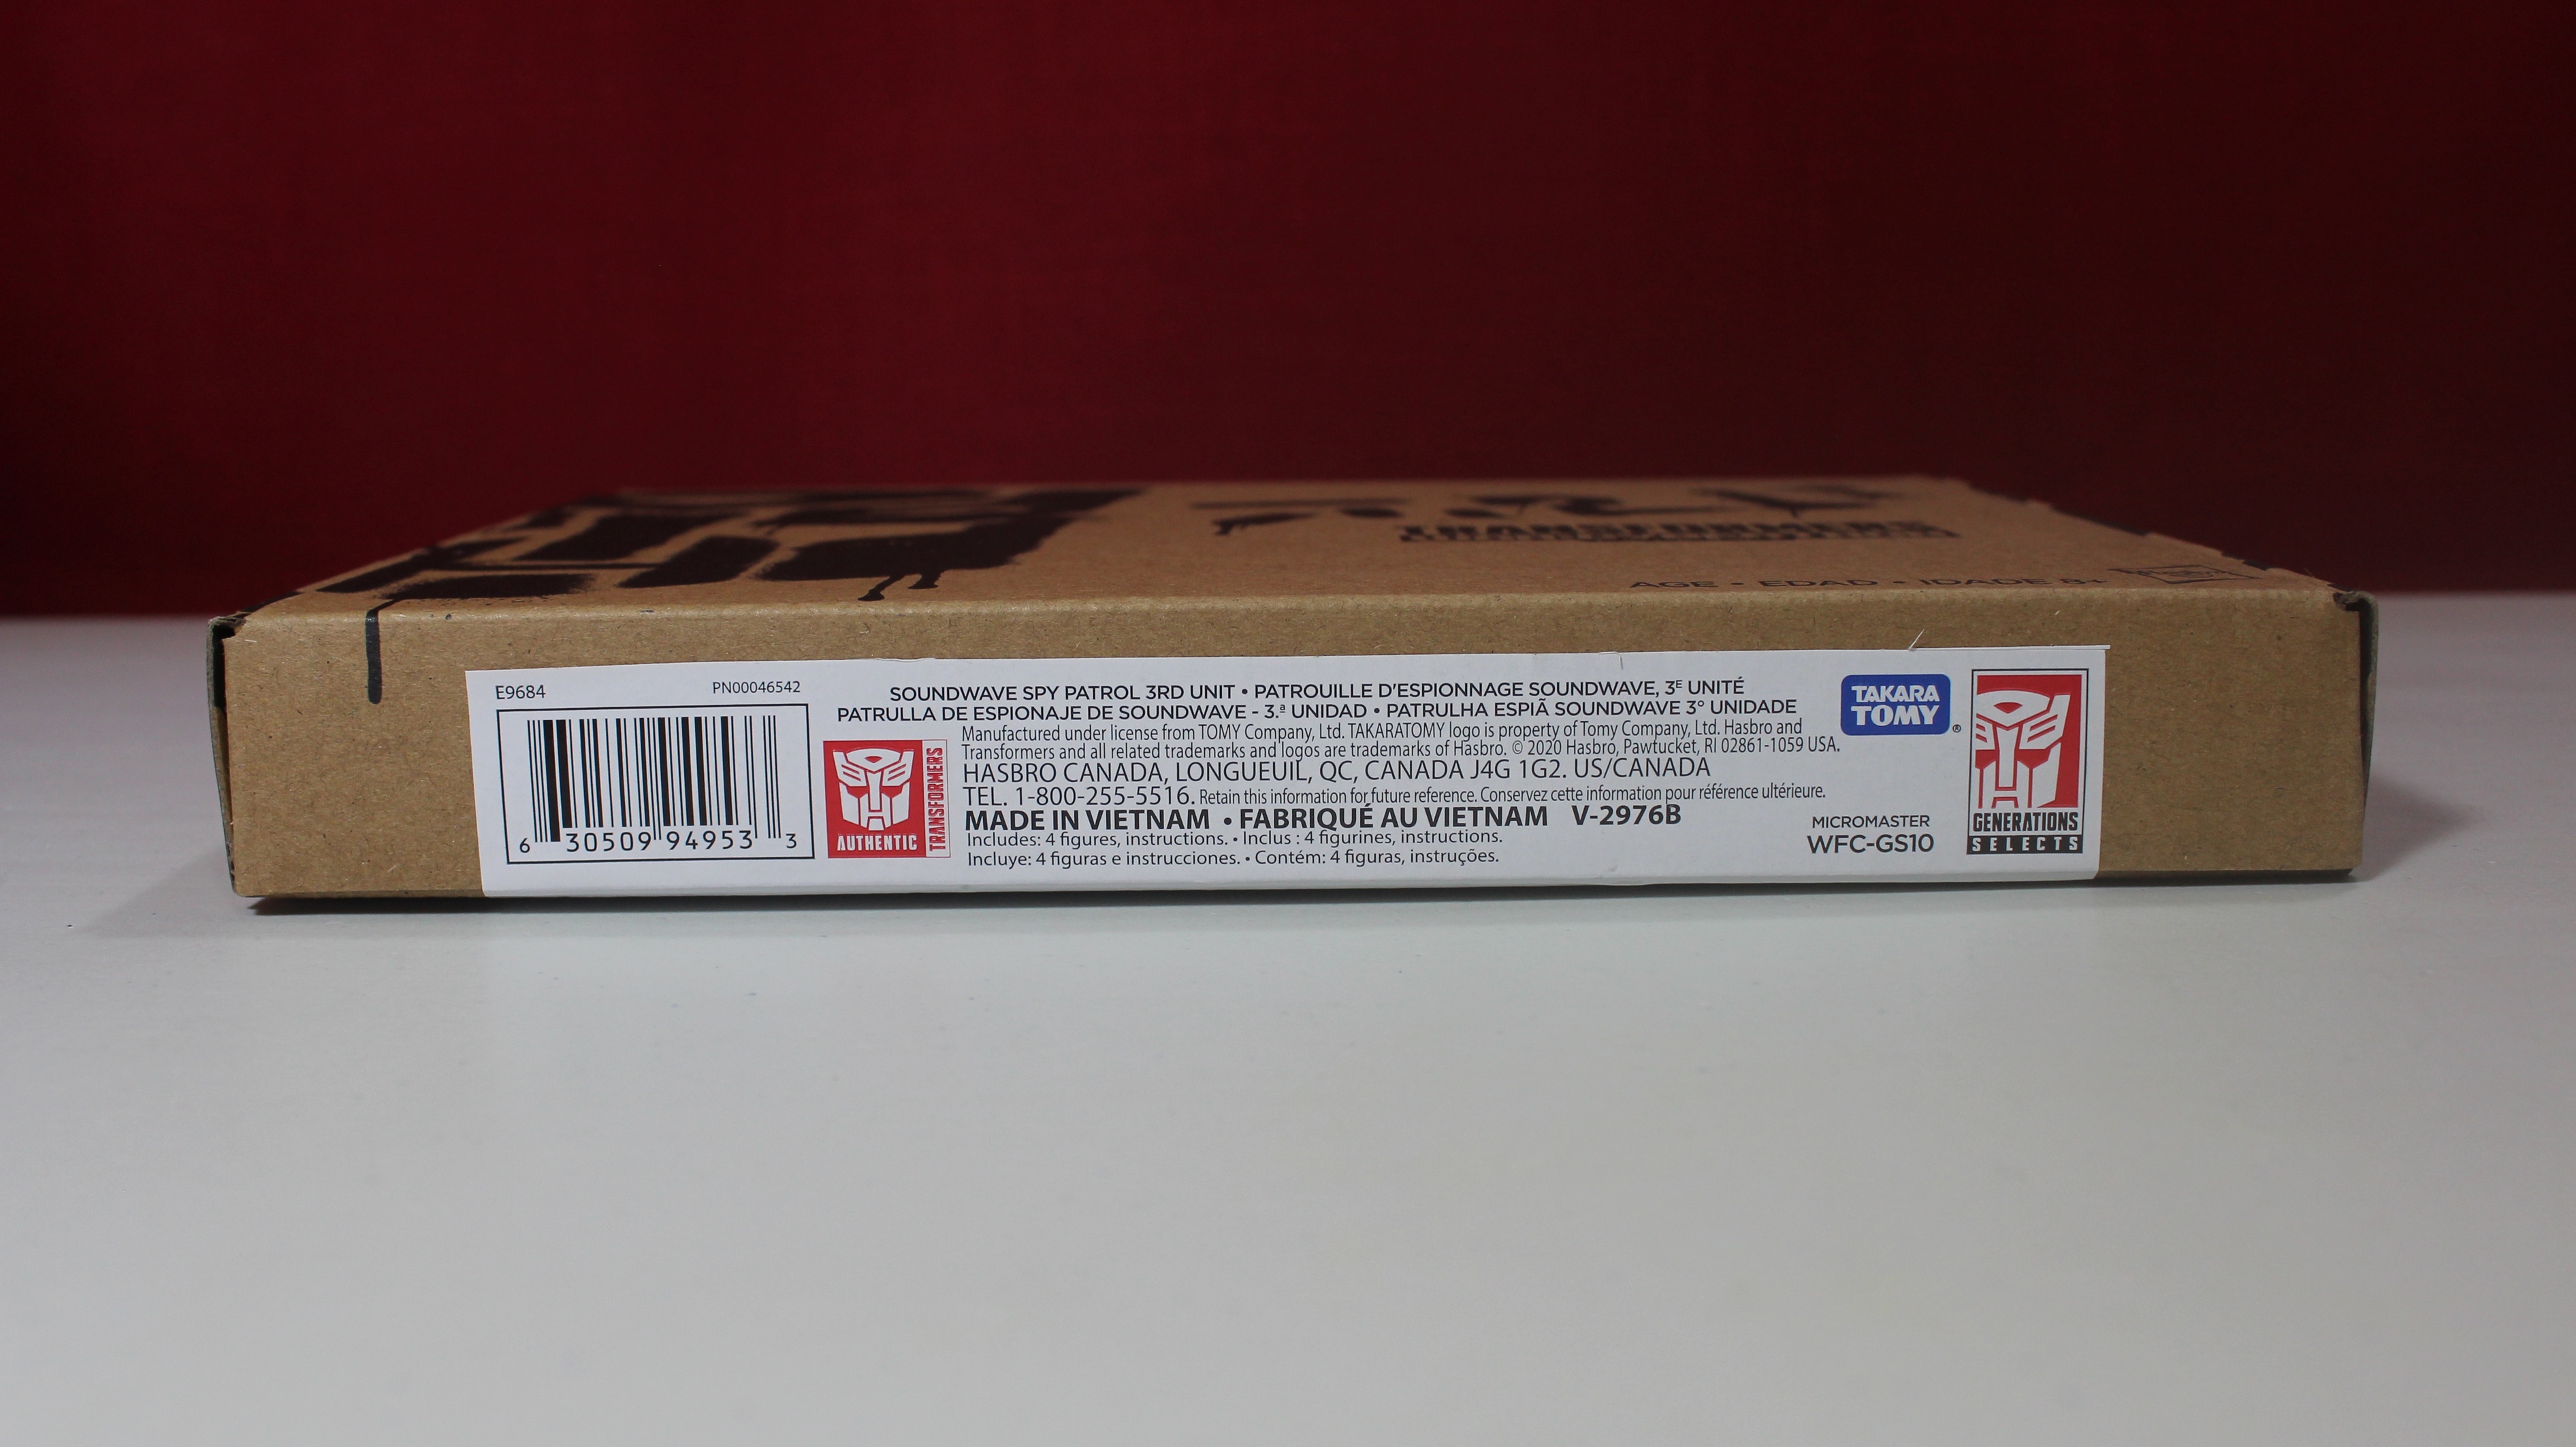 TRANSFORMERS
AGE • EDAD • IDADE 8+
E9684
PN00046542
6 30509 94953 3
SOUNDWAVE SPY PATROL 3RD UNIT • PATROUILLE D'ESPIONNAGE SOUNDWAVE, 3E UNITÉ
PATRULLA DE ESPIONAJE DE SOUNDWAVE - 3.ª UNIDAD • PATRULHA ESPIÃ SOUNDWAVE 3° UNIDADE
Manufactured under license from TOMY Company, Ltd. TAKARATOMY logo is property of Tomy Company, Ltd. Hasbro and
Transformers and all related trademarks and logos are trademarks of Hasbro. © 2020 Hasbro, Pawtucket, RI 02861-1059 USA.
HASBRO CANADA, LONGUEUIL, QC, CANADA J4G 1G2. US/CANADA
TEL. 1-800-255-5516. Retain this information for future reference. Conservez cette information pour référence ultérieure.
MADE IN VIETNAM • FABRIQUÉ AU VIETNAM V-2976B
Includes: 4 figures, instructions. • Inclus : 4 figurines, instructions.
Incluye: 4 figuras e instrucciones. • Contém: 4 figuras, instruções.
AUTHENTIC
TRANSFORMERS
TAKARA
TOMY®
MICROMASTER
WFC-GS10
GENERATIONS
SELECTS